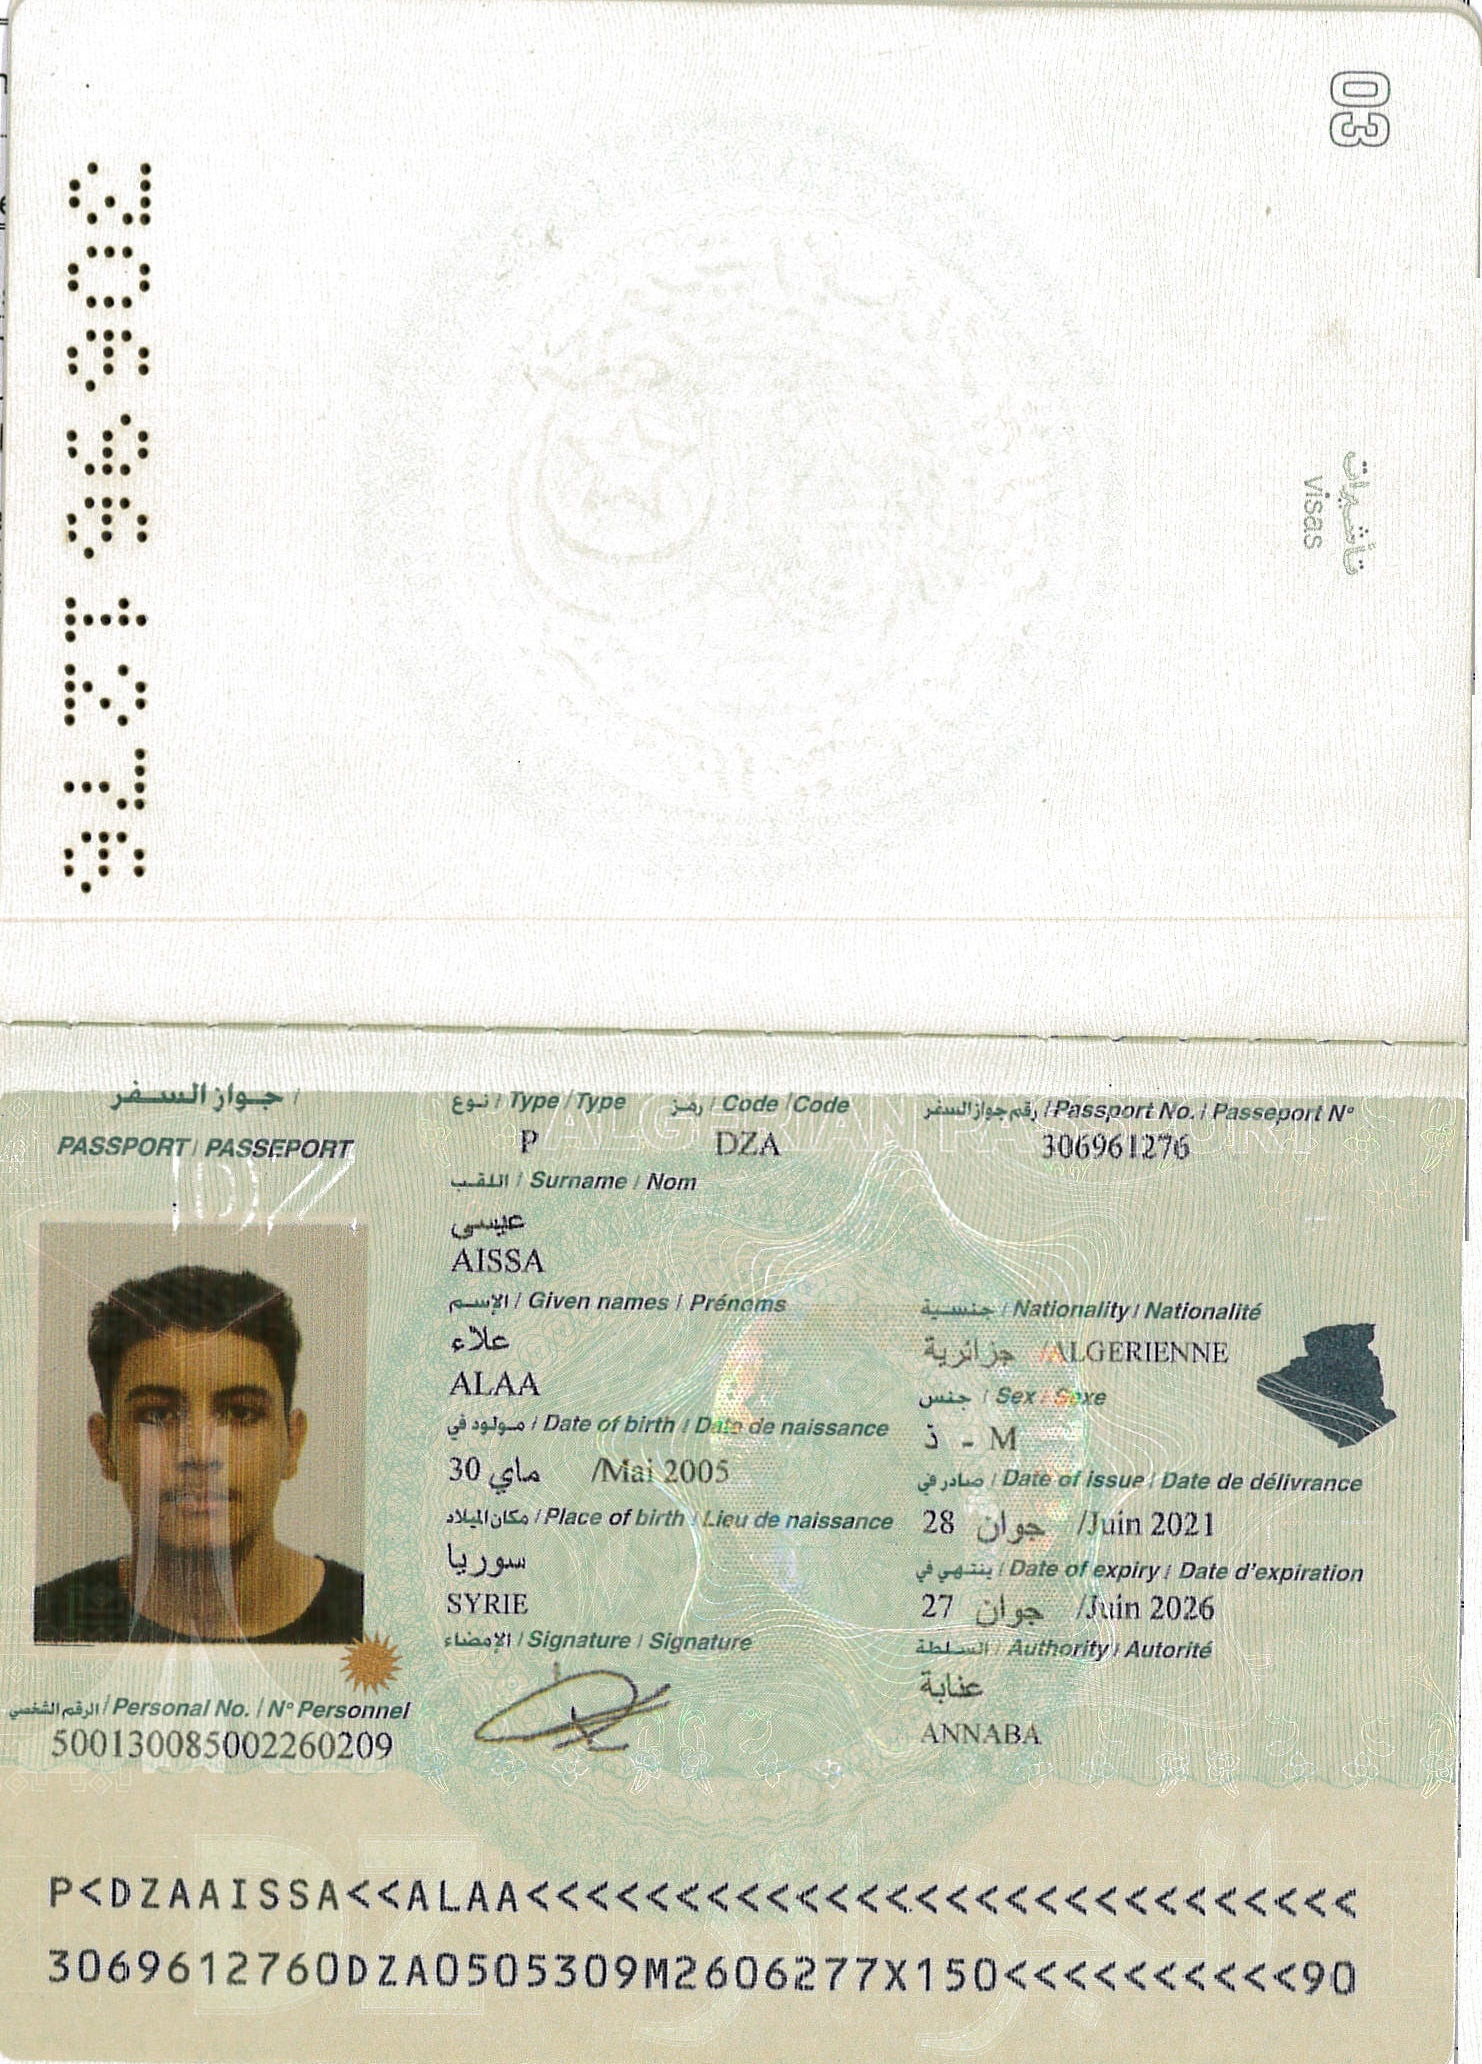 03
تأشيرات
visas
306961276
جواز السفر /
PASSPORT / PASSEPORT
نوع / Type / Type
P
رمز / Code / Code
DZA
رقم جواز السفر / Passport No. / Passeport N°
306961276
اللقب / Surname / Nom
عيسى
AISSA
الإسم / Given names / Prénoms
علاء
ALAA
جنسية / Nationality / Nationalité
جزائرية /ALGERIENNE
جنس / Sex / Sexe
ذ - M
مولود في / Date of birth / Date de naissance
30 ماي /Mai 2005
صادر في / Date of issue / Date de délivrance
28 جوان /Juin 2021
مكان الميلاد / Place of birth / Lieu de naissance
سوريا
SYRIE
ينتهي في / Date of expiry / Date d'expiration
27 جوان /Juin 2026
الإمضاء / Signature / Signature
السلطة / Authority / Autorité
عنابة
ANNABA
الرقم الشخصي / Personal No. / N° Personnel
500130085002260209
P<DZAAISSA<<ALAA<<<<<<<<<<<<<<<<<<<<<<<<<<<<
3069612760DZA0505309M2606277X150<<<<<<<<<<90